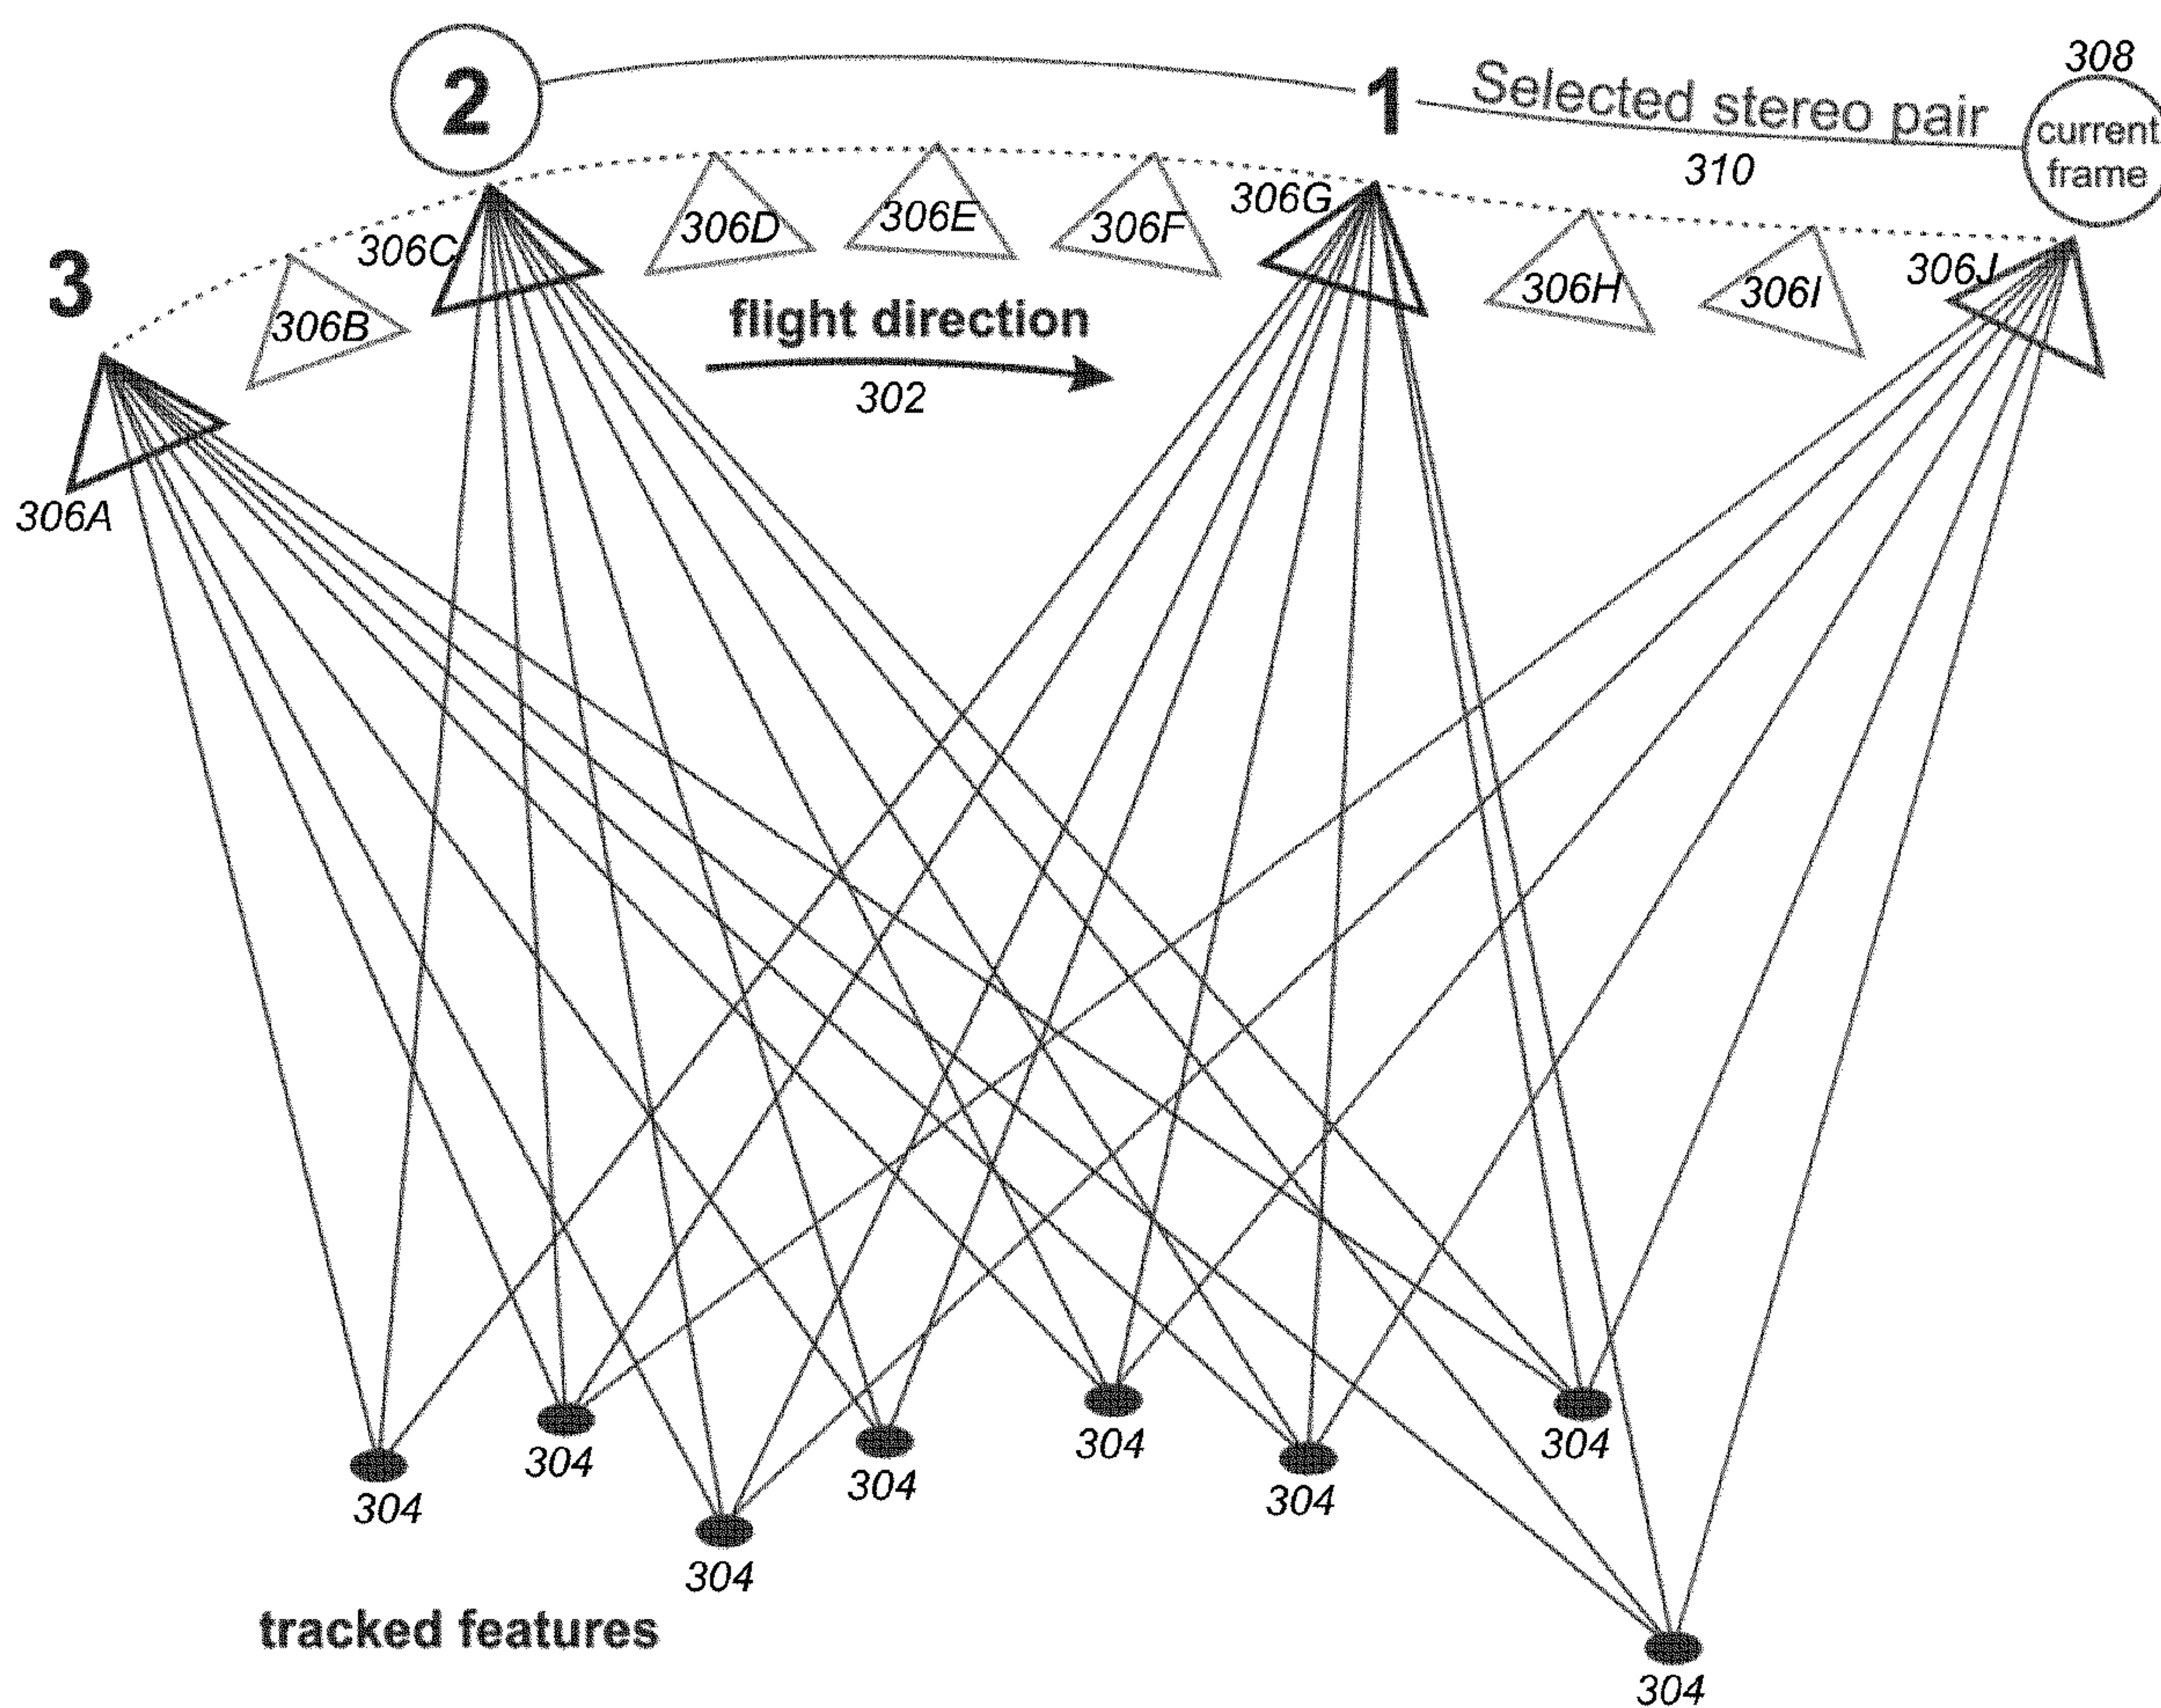 308
2
1
Selected stereo pair
current
frame
310
306G
306C
306D
306E
306F
3
306J
306H
306I
306B
flight direction
302
306A
304
304
304
304
304
304
304
304
tracked features